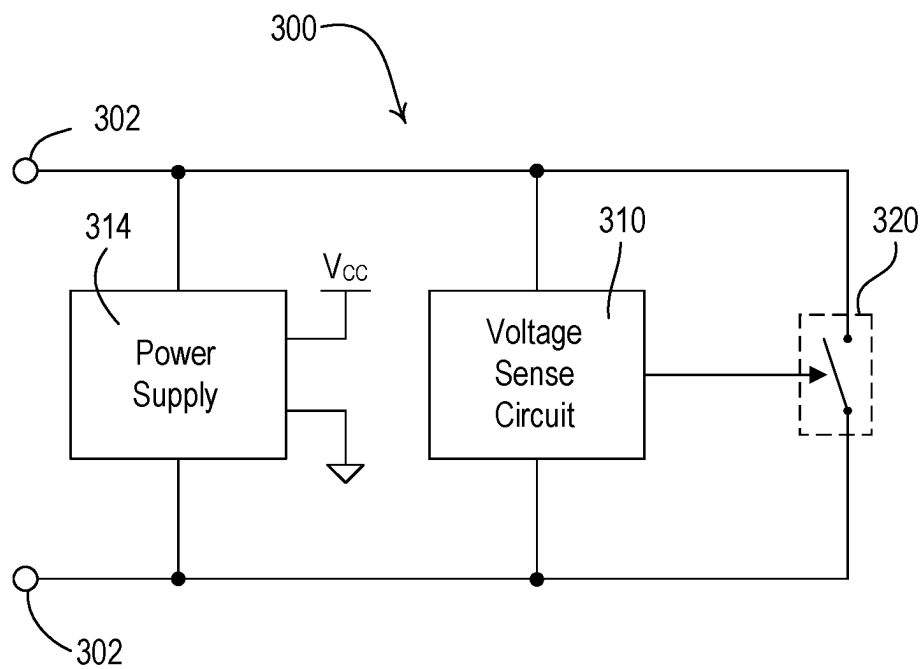 300
302
314
310
320
VCC
Power
Supply
Voltage
Sense
Circuit
302